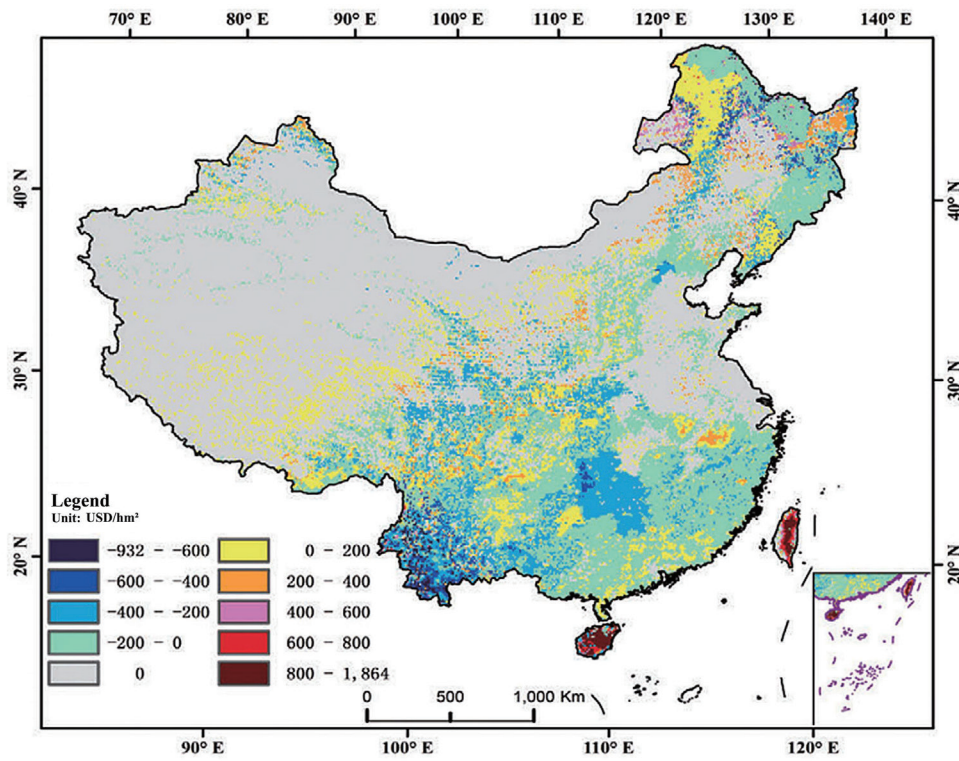 70° E 80° E 90° E 100° E 110° E 120° E 130° E 140° E
40° N 40° N
30° N 30° N
20° N 20° N
Legend
Unit: USD/hm²
-932 - -600 0 - 200
-600 - -400 200 - 400
-400 - -200 400 - 600
-200 - 0 600 - 800
0 800 - 1,864
0 500 1,000 Km
90° E 100° E 110° E 120° E